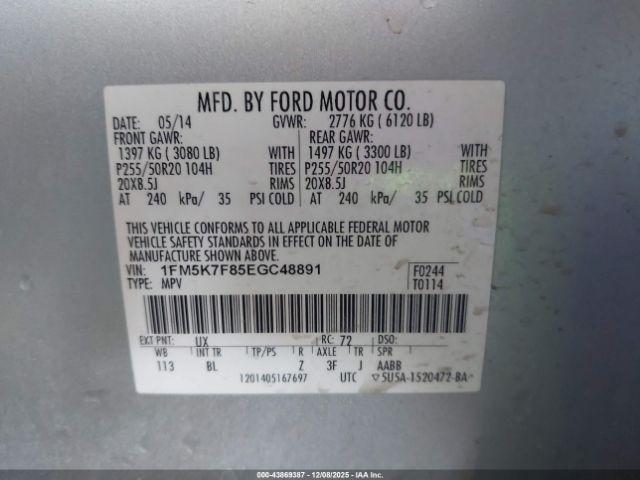 MFD. BY FORD MOTOR CO.
DATE: 05/14 GVWR: 2776 KG ( 6120 LB)
FRONT GAWR: REAR GAWR:
1397 KG ( 3080 LB) WITH 1497 KG ( 3300 LB) WITH
P255/50R20 104H TIRES P255/50R20 104H TIRES
20X8.5J RIMS 20X8.5J RIMS
AT 240 kPa/ 35 PSI COLD AT 240 kPa/ 35 PSI COLD
THIS VEHICLE CONFORMS TO ALL APPLICABLE FEDERAL MOTOR
VEHICLE SAFETY STANDARDS IN EFFECT ON THE DATE OF
MANUFACTURE SHOWN ABOVE.
VIN: 1FM5K7F85EGC48891 F0244
TYPE: MPV T0114
EXT PNT: UX RC: 72 DSO:
WB INT TR TP/PS R AXLE TR SPR
113 BL Z 3F J AABB
1201405167697 UTC ▽5U5A-1520472-BA
000-43869387 - 12/08/2025 - IAAI.COM